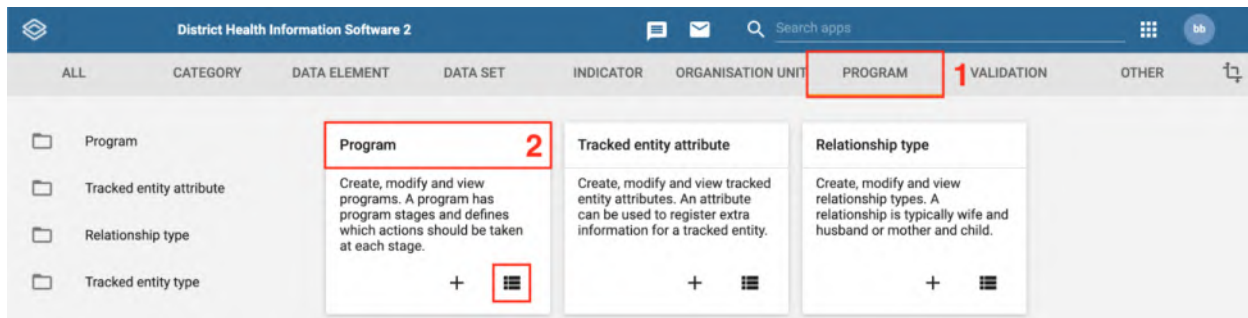 District Health Information Software 2
Search apps
bb
ALL CATEGORY DATA ELEMENT DATA SET INDICATOR ORGANISATION UNIT PROGRAM 1 VALIDATION OTHER
Program
Tracked entity attribute
Relationship type
Tracked entity type
Program 2
Create, modify and view
programs. A program has
program stages and defines
which actions should be taken
at each stage.
Tracked entity attribute
Create, modify and view tracked
entity attributes. An attribute
can be used to register extra
information for a tracked entity.
Relationship type
Create, modify and view
relationship types. A
relationship is typically wife and
husband or mother and child.